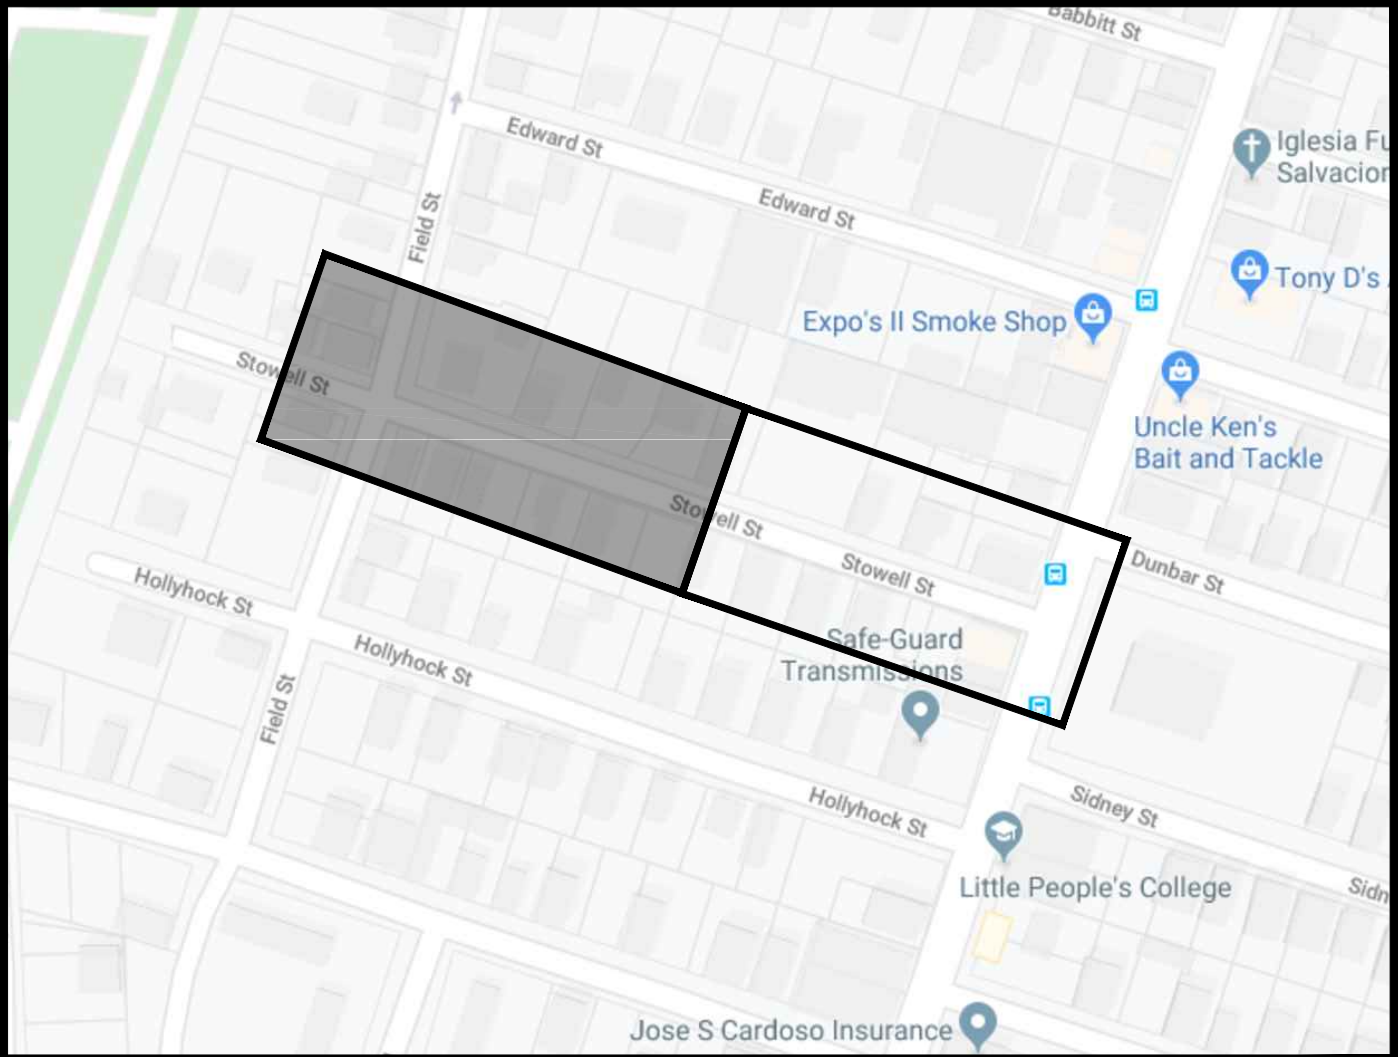 Babbitt St
Edward St
Iglesia Fu
Salvacion
Edward St
Field St
Tony D's
Expo's II Smoke Shop
Stowell St
Uncle Ken's
Bait and Tackle
Stowell St
Stowell St
Dunbar St
Hollyhock St
Safe-Guard
Transmissions
Hollyhock St
Field St
Hollyhock St
Sidney St
Little People's College
Sidn
Jose S Cardoso Insurance